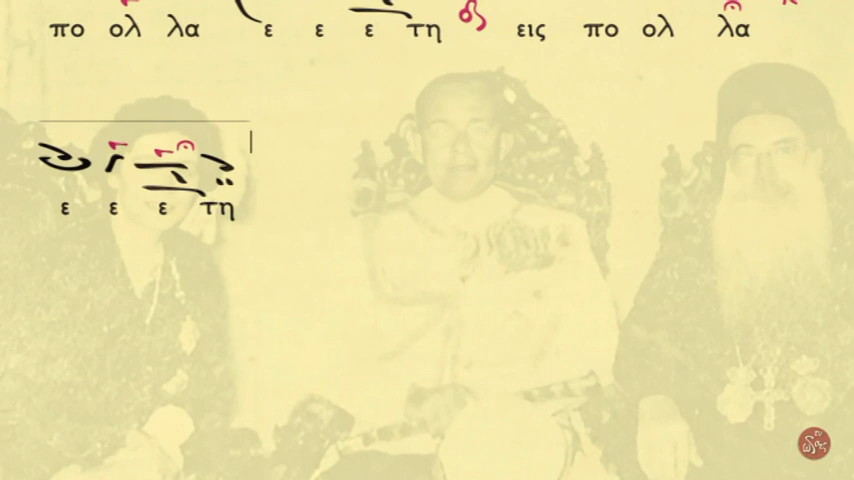 πο ολ λα ε ε ε τη εις πο ολ λα
ε ε ε τη